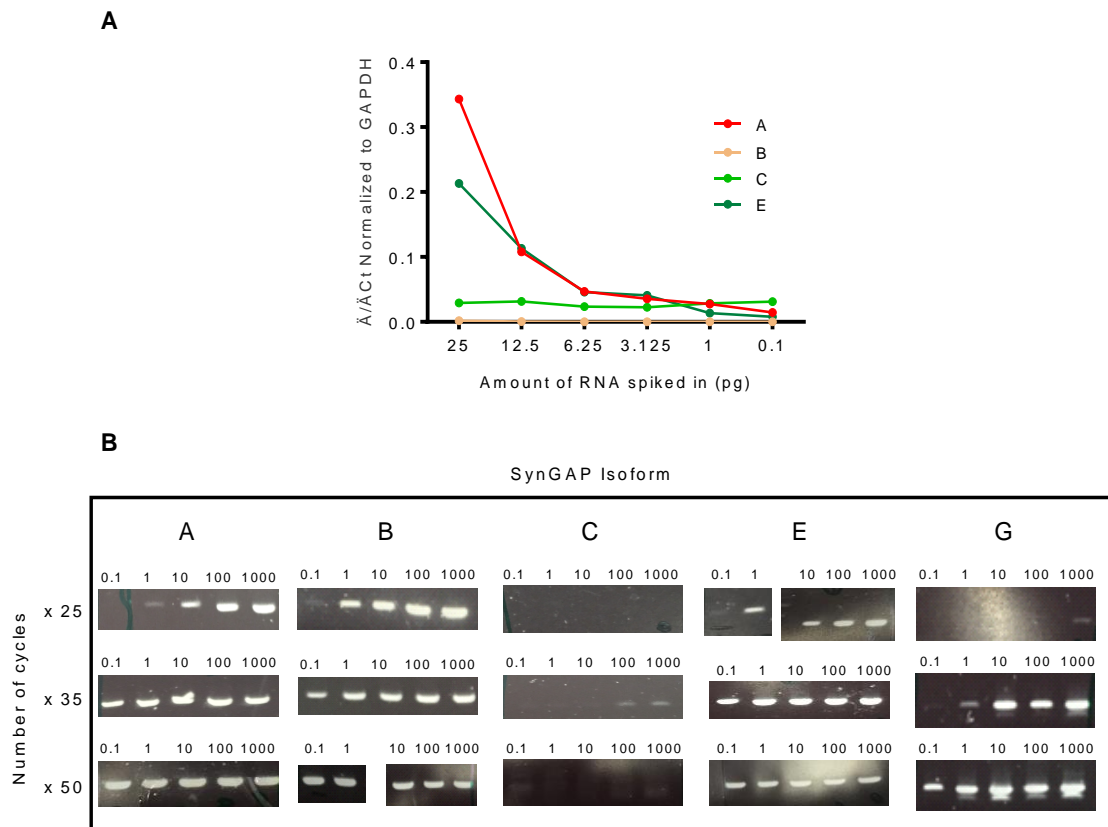 A
Ä/ÄCt Normalized to GAPDH
0.4
0.3
0.2
0.1
0.0
25 12.5 6.25 3.125 1 0.1
Amount of RNA spiked in (pg)
A
B
C
E
B
SynGAP Isoform
Number of cycles
A B C E G
0.1 1 10 100 1000 0.1 1 10 100 1000 0.1 1 10 100 1000 0.1 1 10 100 1000 0.1 1 10 100 1000
x 25
0.1 1 10 100 1000 0.1 1 10 100 1000 0.1 1 10 100 1000 0.1 1 10 100 1000 0.1 1 10 100 1000
x 35
0.1 1 10 100 1000 0.1 1 10 100 1000 0.1 1 10 100 1000 0.1 1 10 100 1000 0.1 1 10 100 1000
x 50